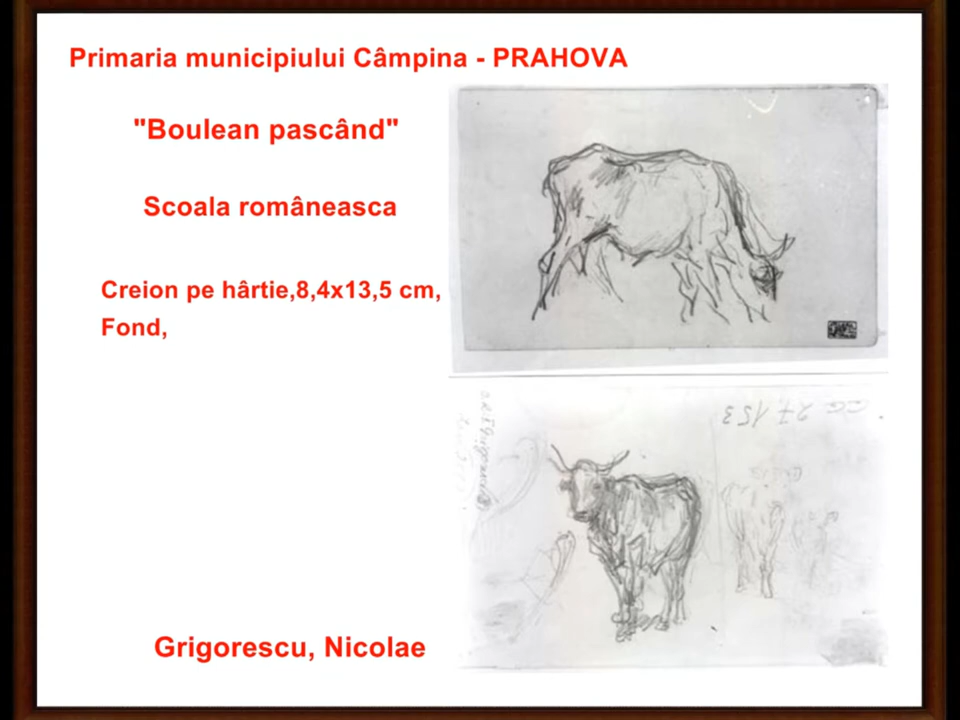 Primaria municipiului Câmpina - PRAHOVA
"Boulean pascând"
Scoala româneasca
Creion pe hârtie,8,4x13,5 cm,
Fond,
Grigorescu, Nicolae